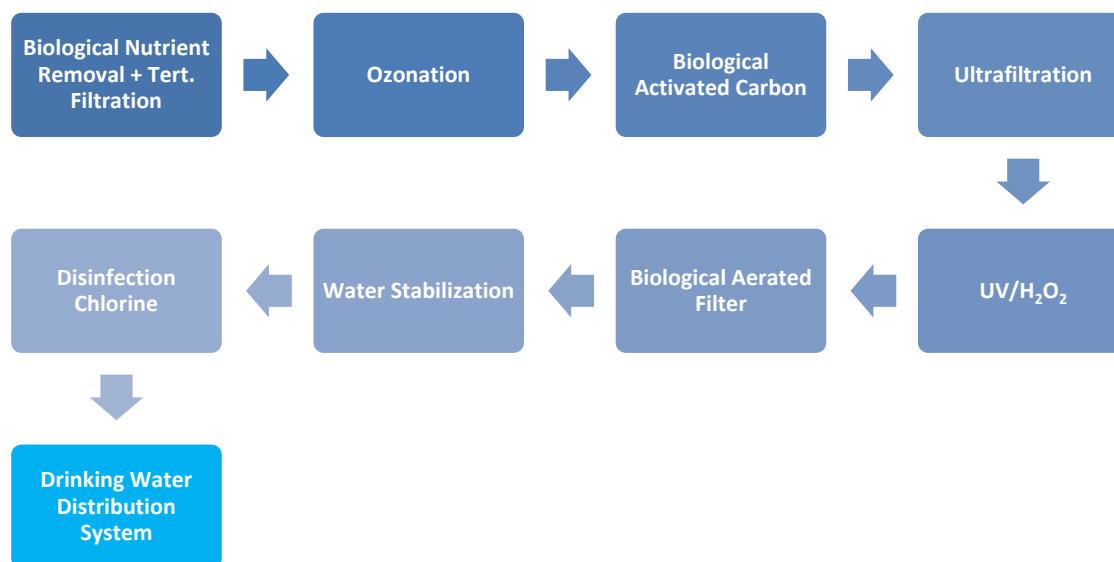 Biological Nutrient
Removal + Tert.
Filtration
Ozonation
Biological
Activated Carbon
Ultrafiltration
UV/H₂O₂
Biological Aerated
Filter
Water Stabilization
Disinfection
Chlorine
Drinking Water
Distribution
System